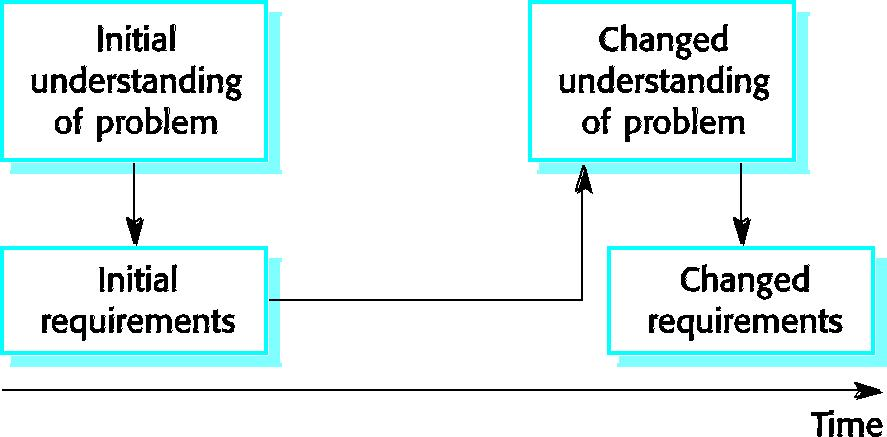 Initial
understanding
of problem
Changed
understanding
of problem
Initial
requirements
Changed
requirements
Time